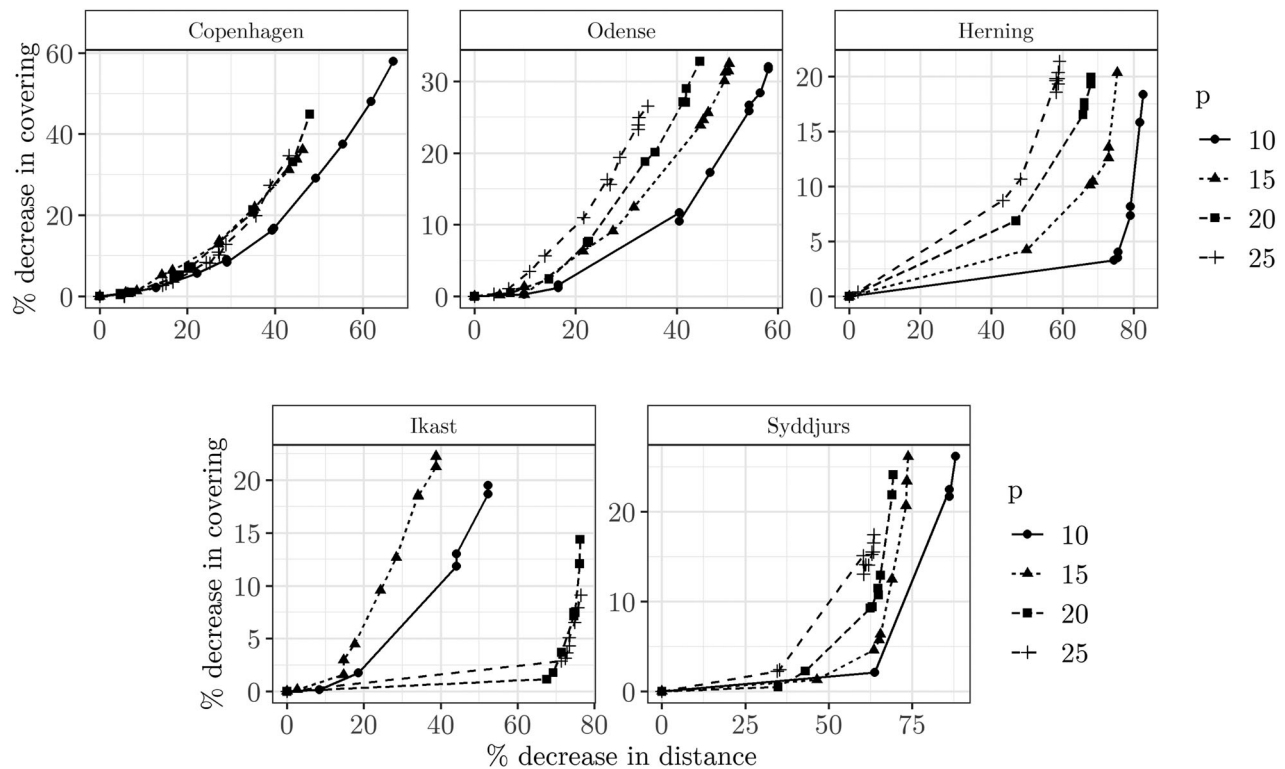 Copenhagen Odense Herning
% decrease in covering
60
40
20
0
0 20 40 60
30
20
10
0
0 20 40 60
20
15
10
5
0
0 20 40 60 80
p
10
15
20
25
Ikast Syddjurs
% decrease in covering
20
15
10
5
0
0 20 40 60 80
20
10
0
0 25 50 75
% decrease in distance
p
10
15
20
25